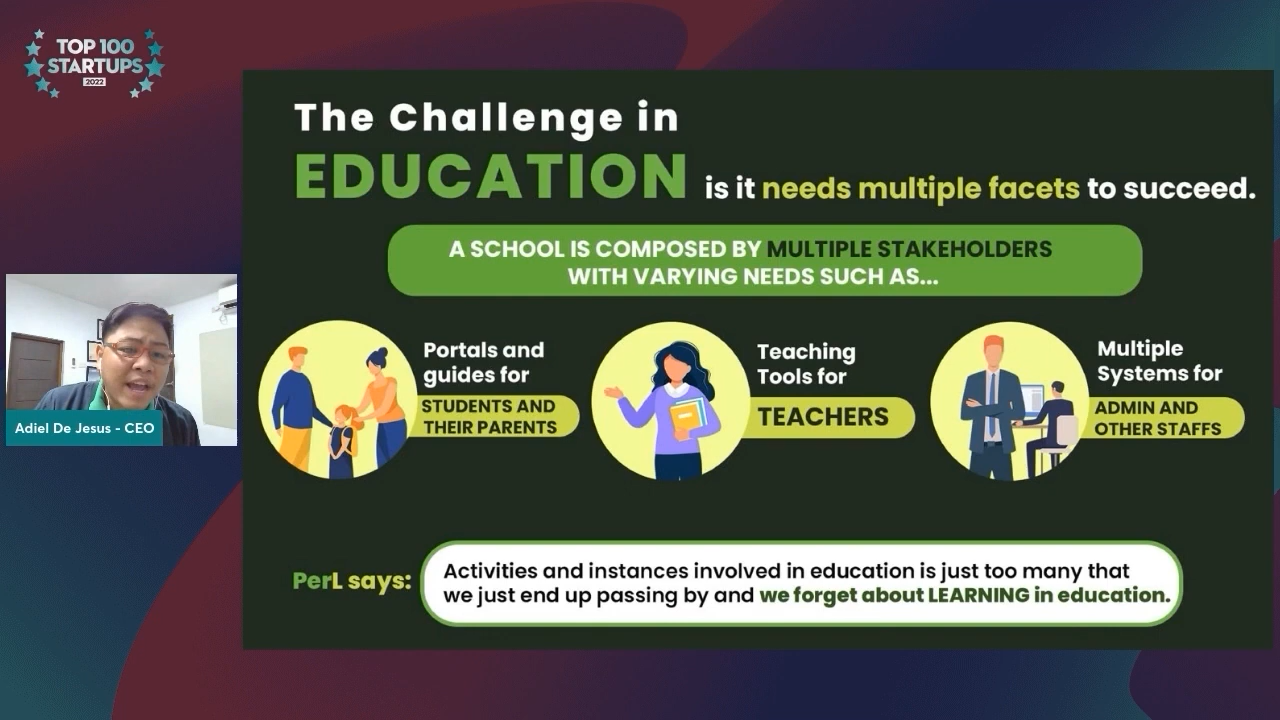 TOP 100
STARTUPS
2022
The Challenge in
EDUCATION is it needs multiple facets to succeed.
A SCHOOL IS COMPOSED BY MULTIPLE STAKEHOLDERS
WITH VARYING NEEDS SUCH AS...
Portals and
guides for
STUDENTS AND
THEIR PARENTS
Teaching
Tools for
TEACHERS
Multiple
Systems for
ADMIN AND
OTHER STAFFS
Adiel De Jesus - CEO
PerL says:
Activities and instances involved in education is just too many that
we just end up passing by and we forget about LEARNING in education.